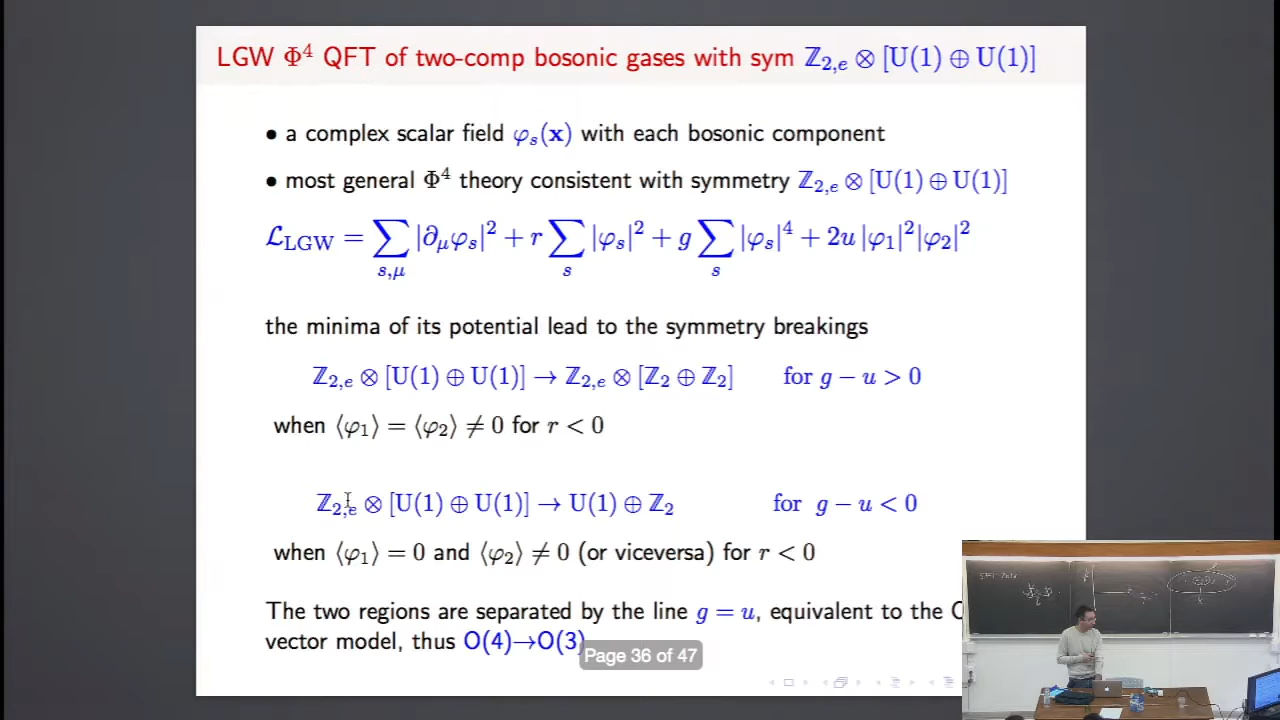 LGW Φ⁴ QFT of two-comp bosonic gases with sym ℤ₂,ₑ ⊗ [U(1) ⊕ U(1)]
• a complex scalar field φₛ(𝐱) with each bosonic component
• most general Φ⁴ theory consistent with symmetry ℤ₂,ₑ ⊗ [U(1) ⊕ U(1)]
ℒ_LGW = ∑_{s,μ} |∂_μφₛ|² + r ∑_s |φₛ|² + g ∑_s |φₛ|⁴ + 2u |φ₁|²|φ₂|²
the minima of its potential lead to the symmetry breakings
ℤ₂,ₑ ⊗ [U(1) ⊕ U(1)] → ℤ₂,ₑ ⊗ [ℤ₂ ⊕ ℤ₂] for g − u > 0
when ⟨φ₁⟩ = ⟨φ₂⟩ ≠ 0 for r < 0
ℤ₂,ₑ ⊗ [U(1) ⊕ U(1)] → U(1) ⊕ ℤ₂ for g − u < 0
when ⟨φ₁⟩ = 0 and ⟨φ₂⟩ ≠ 0 (or viceversa) for r < 0
The two regions are separated by the line g = u, equivalent to the
vector model, thus O(4)→O(3)
Page 36 of 47